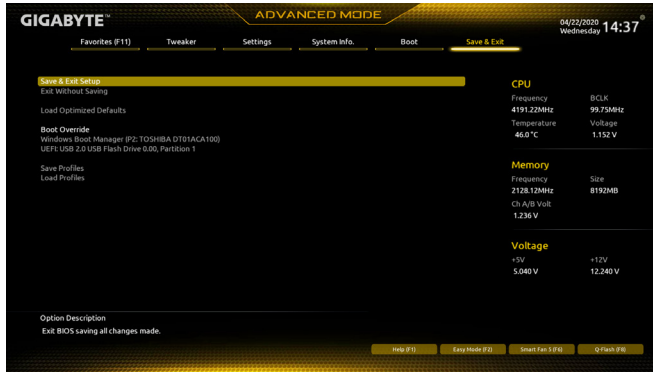 GIGABYTE™
ADVANCED MODE
04/22/2020
Wednesday 14:37
Favorites (F11) Tweaker Settings System Info. Boot Save & Exit
Save & Exit Setup
Exit Without Saving
Load Optimized Defaults
Boot Override
Windows Boot Manager (P2: TOSHIBA DT01ACA100)
UEFI: USB 2.0 USB Flash Drive 0.00, Partition 1
Save Profiles
Load Profiles
CPU
Frequency BCLK
4191.22MHz 99.75MHz
Temperature Voltage
46.0°C 1.152 V
Memory
Frequency Size
2128.12MHz 8192MB
Ch A/B Volt
1.236 V
Voltage
+5V +12V
5.040 V 12.240 V
Option Description
Exit BIOS saving all changes made.
Help (F1) Easy Mode (F2) Smart Fan 5 (F6) Q-Flash (F8)